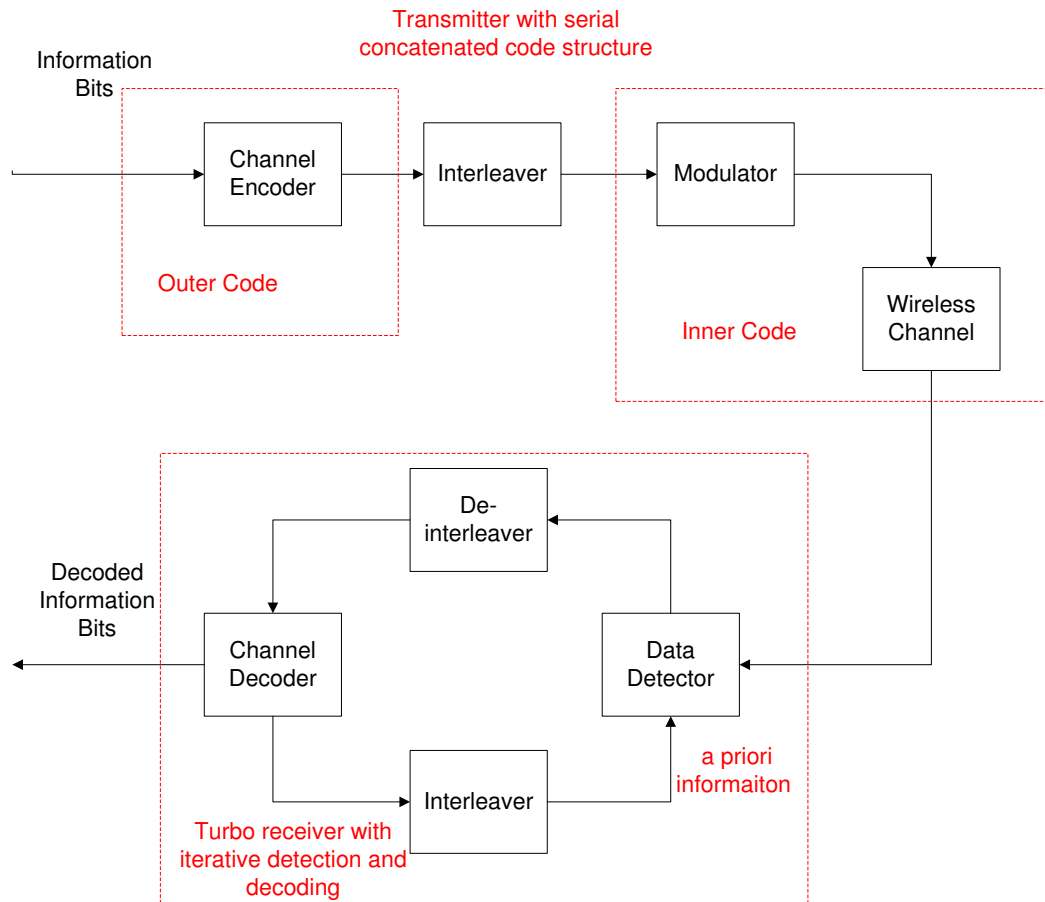 Transmitter with serial
concatenated code structure
Information
Bits
Channel
Encoder
Interleaver
Modulator
Outer Code
Wireless
Channel
Inner Code
De-
interleaver
Decoded
Information
Bits
Channel
Decoder
Data
Detector
a priori
informaiton
Interleaver
Turbo receiver with
iterative detection and
decoding